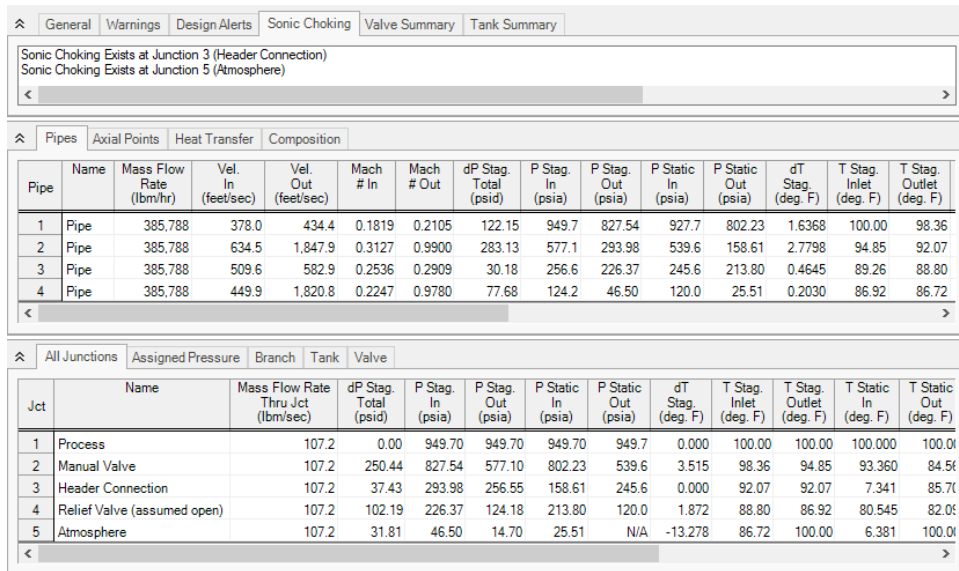 General Warnings Design Alerts Sonic Choking Valve Summary Tank Summary
Sonic Choking Exists at Junction 3 (Header Connection)
Sonic Choking Exists at Junction 5 (Atmosphere)
Pipes Axial Points Heat Transfer Composition
Pipe Name Mass Flow Rate (lbm/hr) Vel. In (feet/sec) Vel. Out (feet/sec) Mach # In Mach # Out dP Stag. Total (psid) P Stag. In (psia) P Stag. Out (psia) P Static In (psia) P Static Out (psia) dT Stag. (deg. F) T Stag. Inlet (deg. F) T Stag. Outlet (deg. F)
1 Pipe 385,788 378.0 434.4 0.1819 0.2105 122.15 949.7 827.54 927.7 802.23 1.6368 100.00 98.36
2 Pipe 385,788 634.5 1,847.9 0.3127 0.9900 283.13 577.1 293.98 539.6 158.61 2.7798 94.85 92.07
3 Pipe 385,788 509.6 582.9 0.2536 0.2909 30.18 256.6 226.37 245.6 213.80 0.4645 89.26 88.80
4 Pipe 385,788 449.9 1,820.8 0.2247 0.9780 77.68 124.2 46.50 120.0 25.51 0.2030 86.92 86.72
All Junctions Assigned Pressure Branch Tank Valve
Jct Name Mass Flow Rate Thru Jct (lbm/sec) dP Stag. Total (psid) P Stag. In (psia) P Stag. Out (psia) P Static In (psia) P Static Out (psia) dT Stag. (deg. F) T Stag. Inlet (deg. F) T Stag. Outlet (deg. F) T Static In (deg. F) T Static Out (deg. F)
1 Process 107.2 0.00 949.70 949.70 949.70 949.7 0.000 100.00 100.00 100.000 100.00
2 Manual Valve 107.2 250.44 827.54 577.10 802.23 539.6 3.515 98.36 94.85 93.360 84.56
3 Header Connection 107.2 37.43 293.98 256.55 158.61 245.6 0.000 92.07 92.07 7.341 85.70
4 Relief Valve (assumed open) 107.2 102.19 226.37 124.18 213.80 120.0 1.872 88.80 86.92 80.545 82.09
5 Atmosphere 107.2 31.81 46.50 14.70 25.51 N/A -13.278 86.72 100.00 6.381 100.00